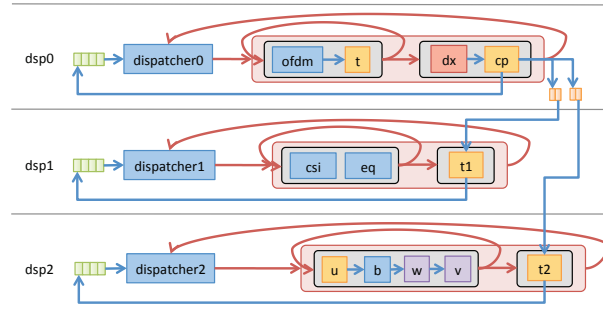 dsp0 dispatcher0 ofdm t dx cp
dsp1 dispatcher1 csi eq t1
dsp2 dispatcher2 u b w v t2